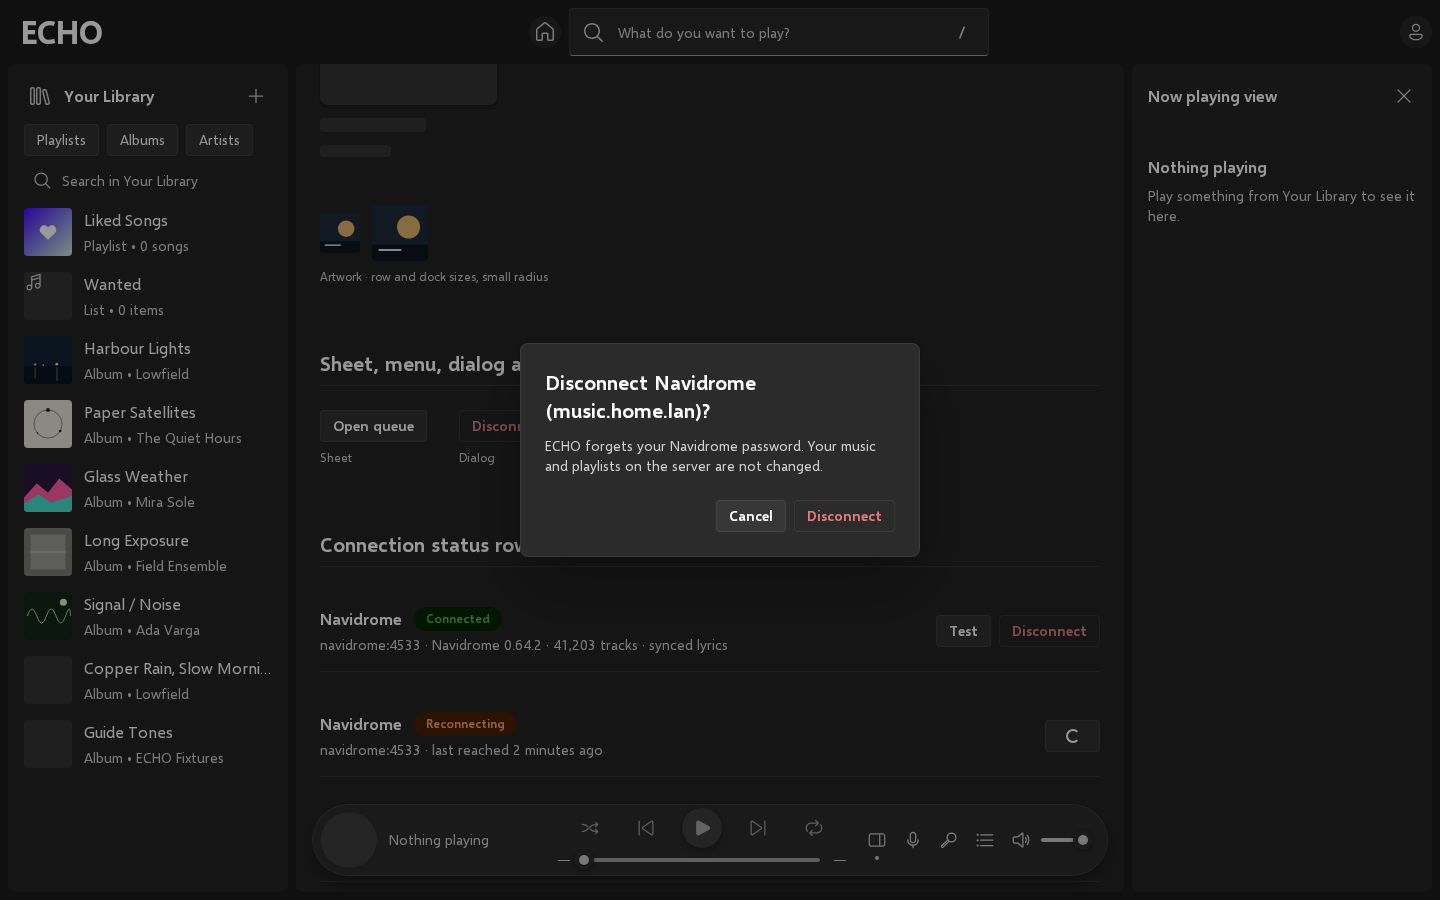 ECHO
What do you want to play?
/
Your Library
Playlists
Albums
Artists
Search in Your Library
Liked Songs
Playlist • 0 songs
Wanted
List • 0 items
Harbour Lights
Album • Lowfield
Paper Satellites
Album • The Quiet Hours
Glass Weather
Album • Mira Sole
Long Exposure
Album • Field Ensemble
Signal / Noise
Album • Ada Varga
Copper Rain, Slow Morni...
Album • Lowfield
Guide Tones
Album • ECHO Fixtures
Artwork · row and dock sizes, small radius
Sheet, menu, dialog a
Open queue
Disconn
Sheet
Dialog
Disconnect Navidrome
(music.home.lan)?
ECHO forgets your Navidrome password. Your music
and playlists on the server are not changed.
Cancel
Disconnect
Connection status row
Navidrome
Connected
navidrome:4533 · Navidrome 0.64.2 · 41,203 tracks · synced lyrics
Test
Disconnect
Navidrome
Reconnecting
navidrome:4533 · last reached 2 minutes ago
Nothing playing
—
—
Now playing view
Nothing playing
Play something from Your Library to see it
here.